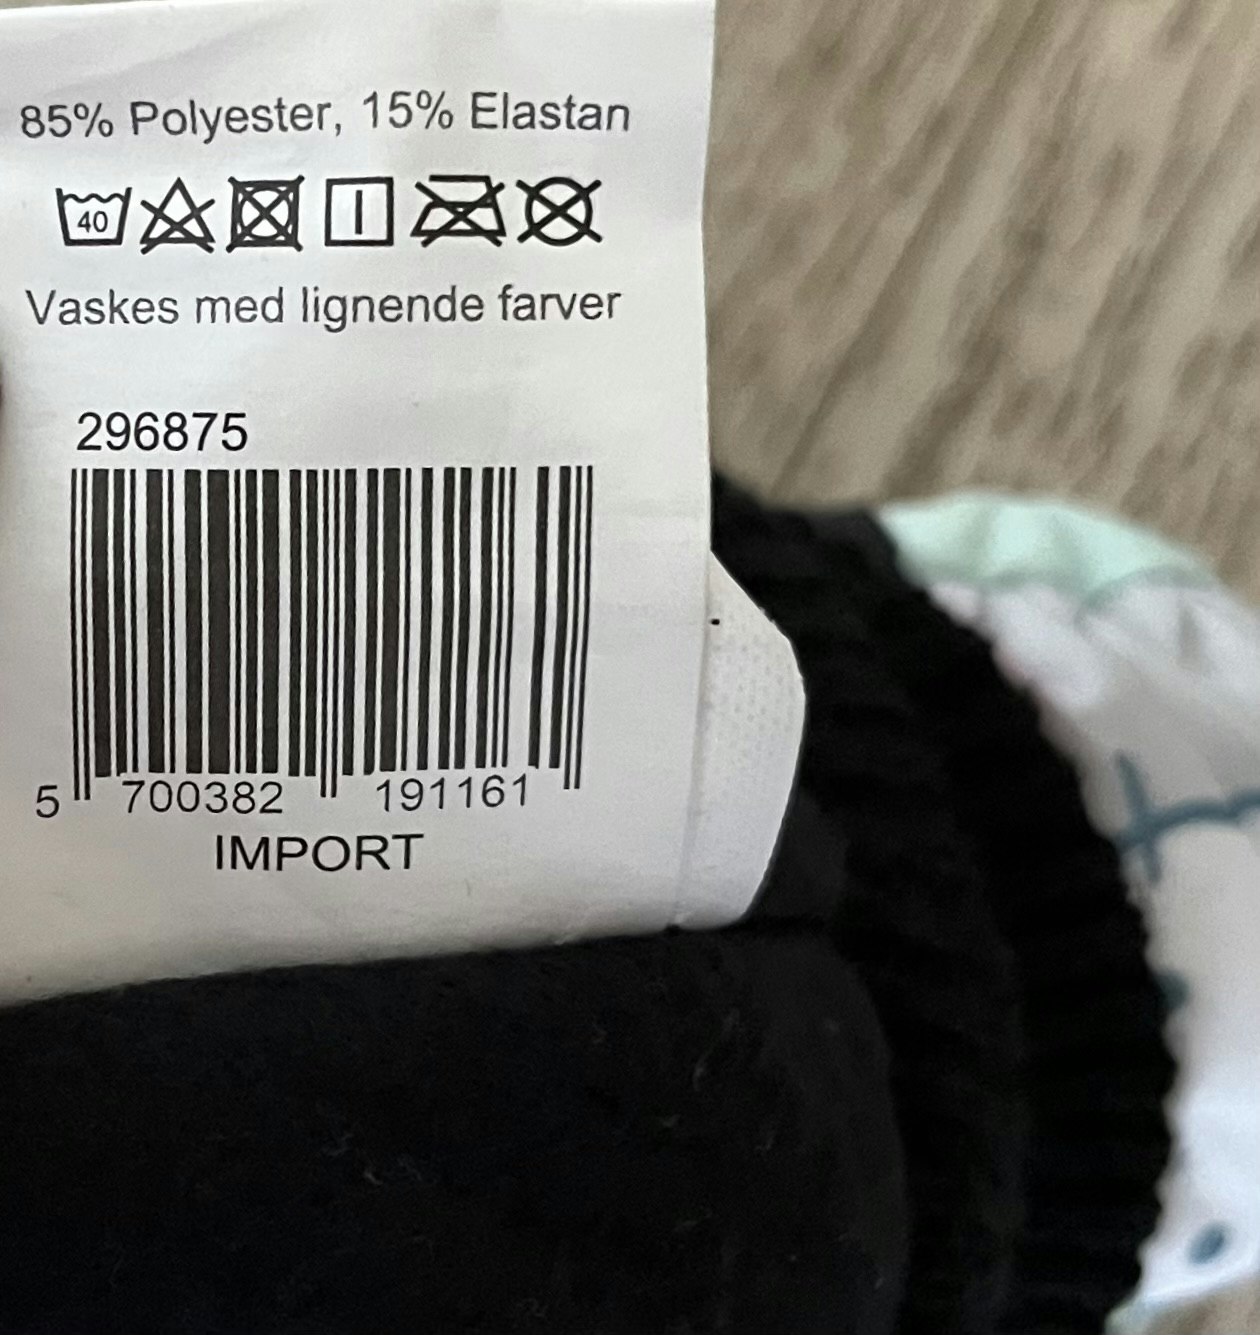 85% Polyester, 15% Elastan
40
Vaskes med lignende farver
296875
5 700382 191161
IMPORT